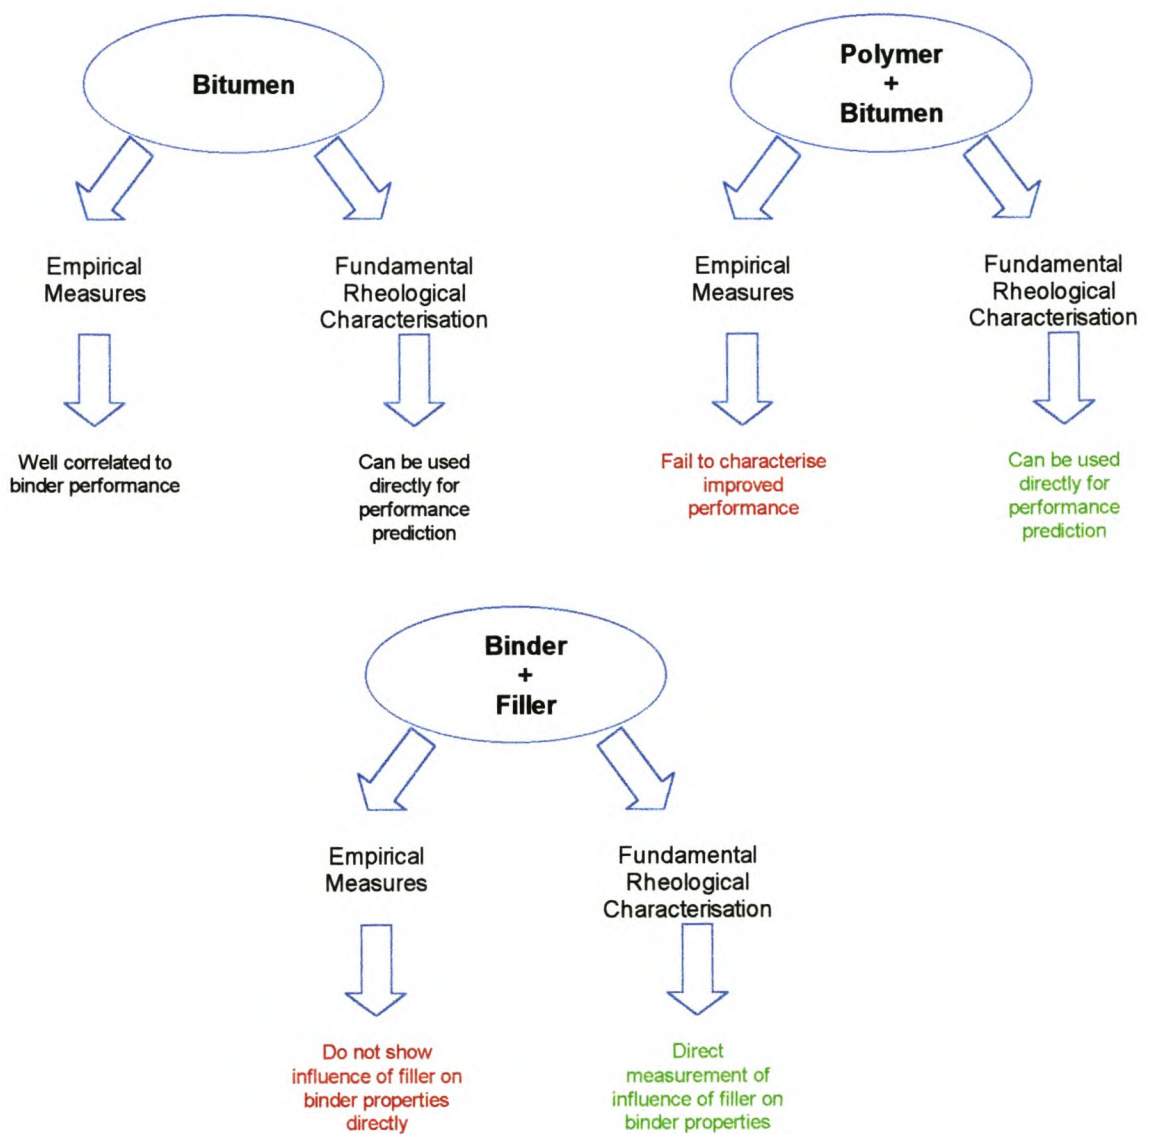 Bitumen
Empirical
Measures
Well correlated to
binder performance
Fundamental
Rheological
Characterisation
Can be used
directly for
performance
prediction
Polymer
+
Bitumen
Empirical
Measures
Fail to characterise
improved
performance
Fundamental
Rheological
Characterisation
Can be used
directly for
performance
prediction
Binder
+
Filler
Empirical
Measures
Do not show
influence of filler on
binder properties
directly
Fundamental
Rheological
Characterisation
Direct
measurement of
influence of filler on
binder properties